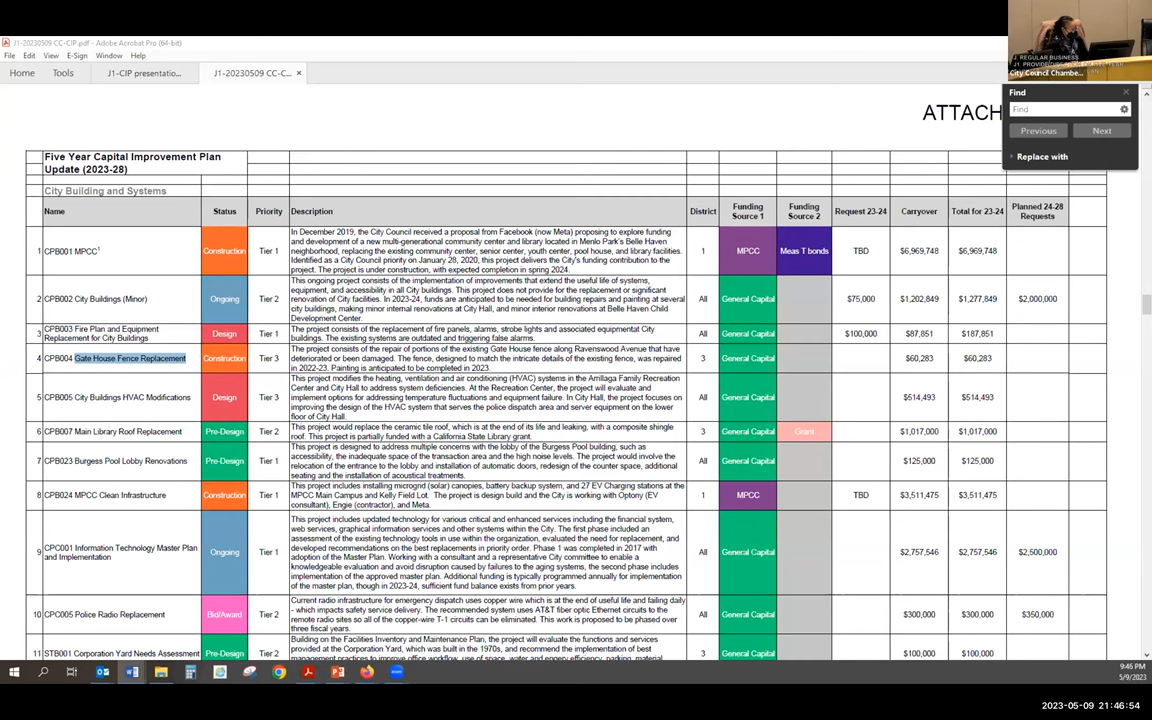 J1-20230509 CC-CIP.pdf - Adobe Acrobat Pro (64-bit)
File Edit View E-Sign Window Help
Home Tools J1-CIP presentatio... J1-20230509 CC-C... ×
J. REGULAR BUSINESS
City Council Chambe...
Find
Find
Previous Next
Replace with
ATTACH
Five Year Capital Improvement Plan
Update (2023-28)
City Building and Systems
Name Status Priority Description District Funding Source 1 Funding Source 2 Request 23-24 Carryover Total for 23-24 Planned 24-28 Requests
1 CPB001 MPCC¹ Construction Tier 1
In December 2019, the City Council received a proposal from Facebook (now Meta) proposing to explore funding
and development of a new multi-generational community center and library located in Menlo Park's Belle Haven
neighborhood, replacing the existing community center, senior center, youth center, pool house, and library facilities.
Identified as a City Council priority on January 28, 2020, this project delivers the City's funding contribution to the
project. The project is under construction, with expected completion in spring 2024.
1 MPCC Meas T bonds TBD $6,969,748 $6,969,748
2 CPB002 City Buildings (Minor) Ongoing Tier 2
This ongoing project consists of the implementation of improvements that extend the useful life of systems,
equipment, and accessibility in all City Buildings. This project does not provide for the replacement or significant
renovation of City facilities. In 2023-24, funds are anticipated to be needed for building repairs and painting at several
city buildings, making minor internal renovations at City Hall, and minor interior renovations at Belle Haven Child
Development Center.
All General Capital $75,000 $1,202,849 $1,277,849 $2,000,000
3 CPB003 Fire Plan and Equipment
Replacement for City Buildings Design Tier 1
The project consists of the replacement of fire panels, alarms, strobe lights and associated equipmentat City
buildings. The existing systems are outdated and triggering false alarms.
All General Capital $100,000 $87,851 $187,851
4 CPB004 Gate House Fence Replacement Construction Tier 3
The project consists of the repair of portions of the existing Gate House fence along Ravenswood Avenue that have
deteriorated or been damaged. The fence, designed to match the intricate details of the existing fence, was repaired
in 2022-23. Painting is anticipated to be completed in 2023.
3 General Capital $60,283 $60,283
5 CPB005 City Buildings HVAC Modifications Design Tier 3
This project modifies the heating, ventilation and air conditioning (HVAC) systems in the Arrillaga Family Recreation
Center and City Hall to address system deficiencies. At the Recreation Center, the project will evaluate and
implement options for addressing temperature fluctuations and equipment failure. In City Hall, the project focuses on
improving the design of the HVAC system that serves the police dispatch area and server equipment on the lower
floor of City Hall.
All General Capital $514,493 $514,493
6 CPB007 Main Library Roof Replacement Pre-Design Tier 2
This project would replace the ceramic tile roof, which is at the end of its life and leaking, with a composite shingle
roof. This project is partially funded with a California State Library grant.
3 General Capital Grant $1,017,000 $1,017,000
7 CPB023 Burgess Pool Lobby Renovations Pre-Design Tier 2
This project is designed to address multiple concerns with the lobby of the Burgess Pool building, such as
accessibility, the inadequate space of the transaction area and the high noise levels. The project would involve the
relocation of the entrance to the lobby and installation of automatic doors, redesign of the counter space, additional
seating and the installation of acoustical treatments.
All General Capital $125,000 $125,000
8 CPB024 MPCC Clean Infrastructure Construction Tier 1
This project includes installing microgrid (solar) canopies, battery backup system, and 27 EV Charging stations at the
MPCC Main Campus and Kelly Field Lot. The project is design build and the City is working with Optony (EV
consultant), Engie (contractor), and Meta.
1 MPCC TBD $3,511,475 $3,511,475
9 CPC001 Information Technology Master Plan
and Implementation Ongoing Tier 1
This project includes updated technology for various critical and enhanced services including the financial system,
web services, graphical information services and other systems within the City. The first phase included an
assessment of the existing technology tools in use within the organization, evaluated the need for replacement, and
developed recommendations on the best replacements in priority order. Phase 1 was completed in 2017 with
adoption of the Master Plan. Working with a consultant and a representative City committee to enable a
knowledgeable evaluation and avoid disruption caused by failures to the aging systems, the second phase includes
implementation of the approved master plan. Additional funding is typically programmed annually for implementation
of the master plan, though in 2023-24, sufficient fund balance exists from prior years.
All General Capital $2,757,546 $2,757,546 $2,500,000
10 CPC005 Police Radio Replacement Bid/Award Tier 2
Current radio infrastructure for emergency dispatch uses copper wire which is at the end of useful life and failing daily
- which impacts safety service delivery. The recommended system uses AT&T fiber optic Ethernet circuits to the
remote radio sites so all of the copper-wire T-1 circuits can be eliminated. This work is proposed to be phased over
three fiscal years.
All General Capital $300,000 $300,000 $350,000
11 STB001 Corporation Yard Needs Assessment Pre-Design Tier 2
Building on the Facilities Inventory and Maintenance Plan, the project will evaluate the functions and services
provided at the Corporation Yard, which was built in the 1970s, and recommend the implementation of best
management practices to improve office workflow, use of space, water and energy efficiency, parking, material
3 General Capital $100,000 $100,000
9:46 PM
5/9/2023
2023-05-09 21:46:54